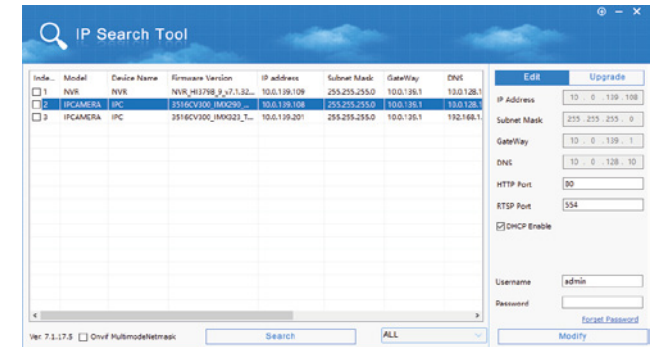 IP Search Tool
Inde... Model Device Name Firmware Version IP address Subnet Mask GateWay DNS
1 NVR NVR NVR_HI3798_9_v7.1.32... 10.0.139.109 255.255.255.0 10.0.139.1 10.0.128.1
2 IPCAMERA IPC 3516CV300_IMX290_... 10.0.139.108 255.255.255.0 10.0.139.1 10.0.128.1
3 IPCAMERA IPC 3516CV300_IMX323_T... 10.0.139.201 255.255.255.0 10.0.139.1 192.168.1.
Edit Upgrade
IP Address 10 . 0 . 139 . 108
Subnet Mask 255 . 255 . 255 . 0
GateWay 10 . 0 . 139 . 1
DNS 10 . 0 . 128 . 10
HTTP Port 80
RTSP Port 554
DHCP Enable
Username admin
Password
Forget Password
Ver. 7.1.17.5 Onvif MultimodeNetmask Search ALL Modify